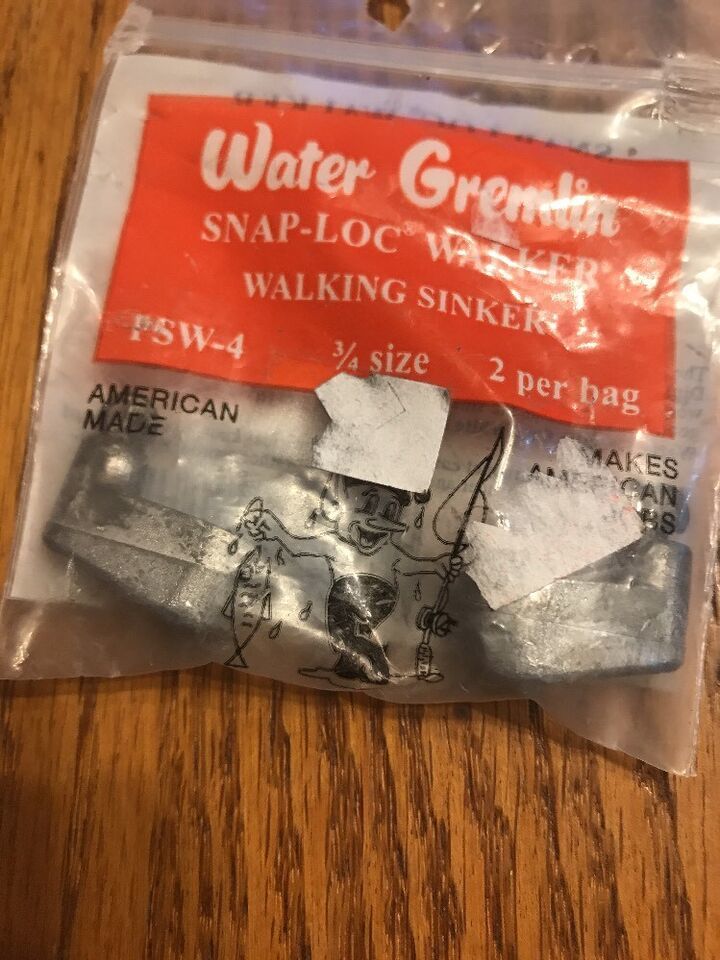 Water Gremlin
SNAP-LOC® WALKER®
WALKING SINKER
PSW-4 3/4 size 2 per bag
AMERICAN
MADE
MAKES
AMERICAN